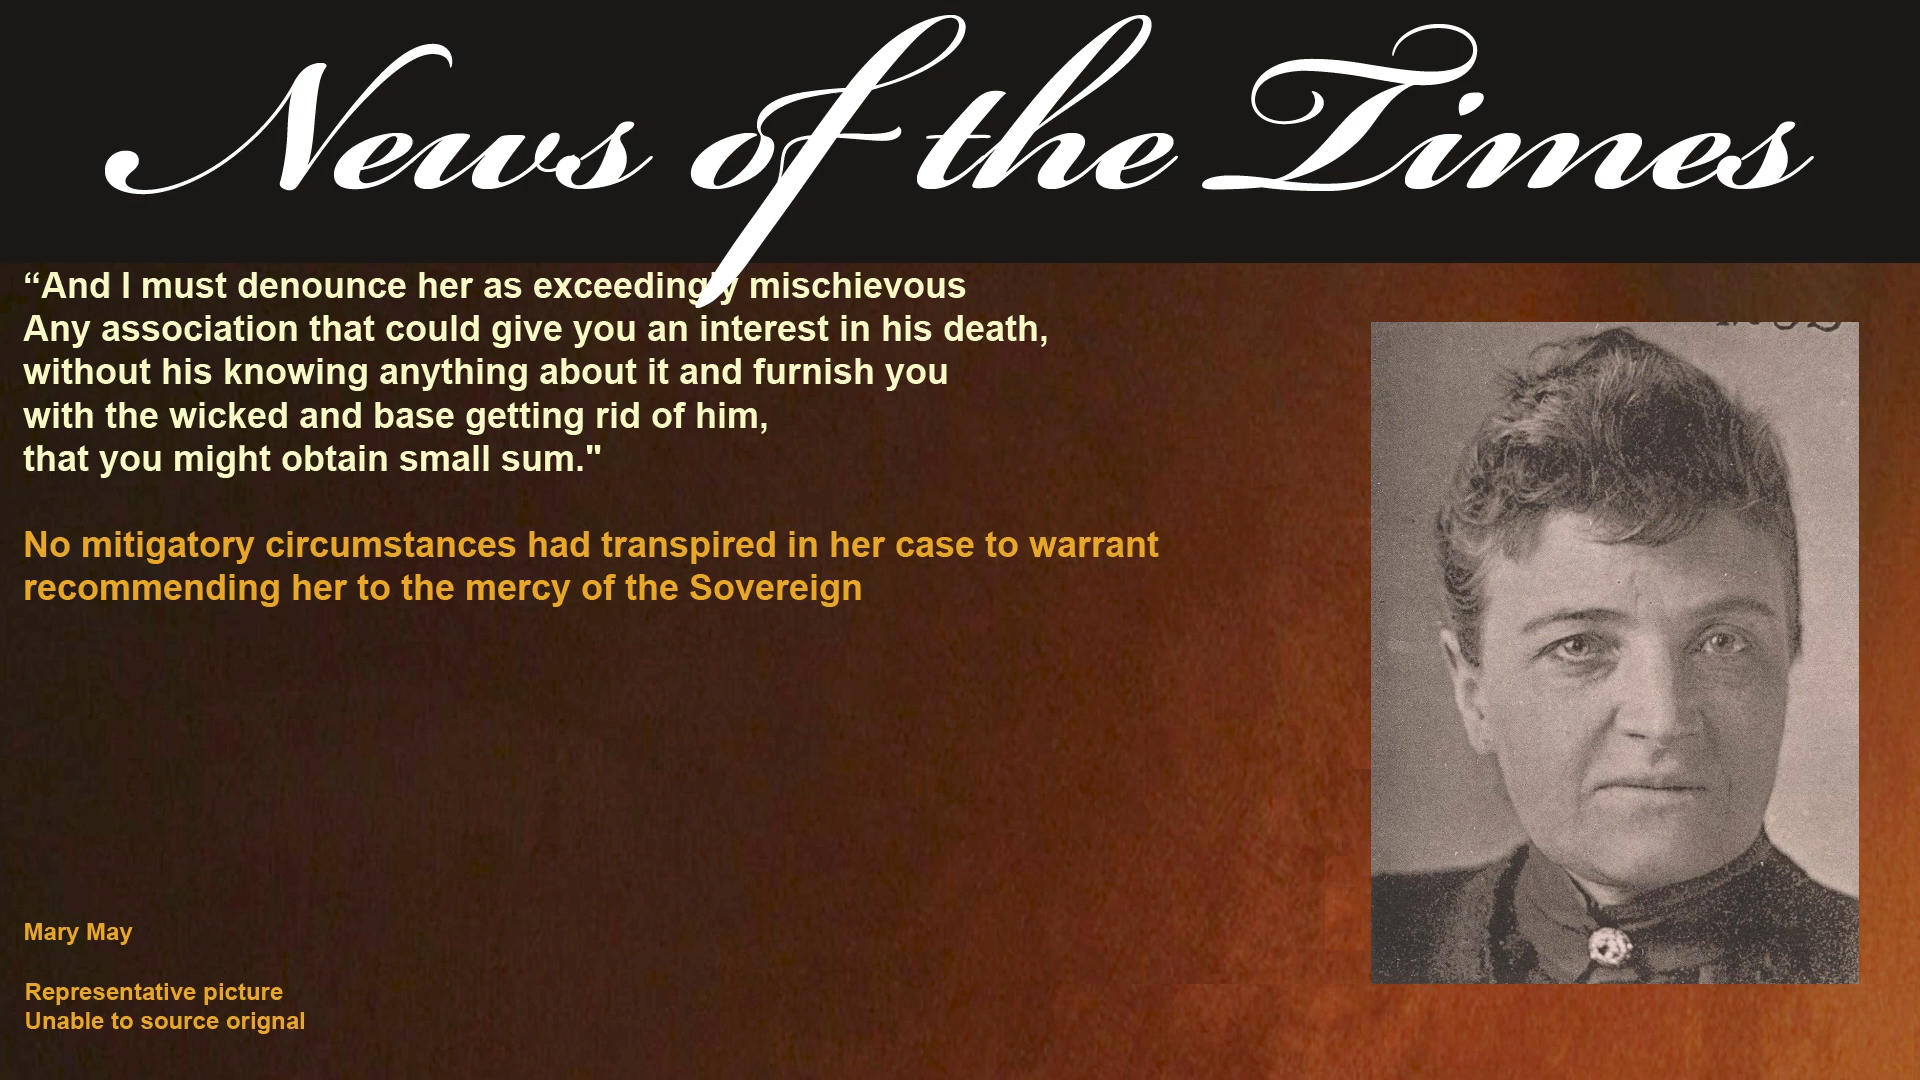 News of the Times
“And I must denounce her as exceedingly mischievous
Any association that could give you an interest in his death,
without his knowing anything about it and furnish you
with the wicked and base getting rid of him,
that you might obtain small sum."
No mitigatory circumstances had transpired in her case to warrant
recommending her to the mercy of the Sovereign
Mary May
Representative picture
Unable to source orignal